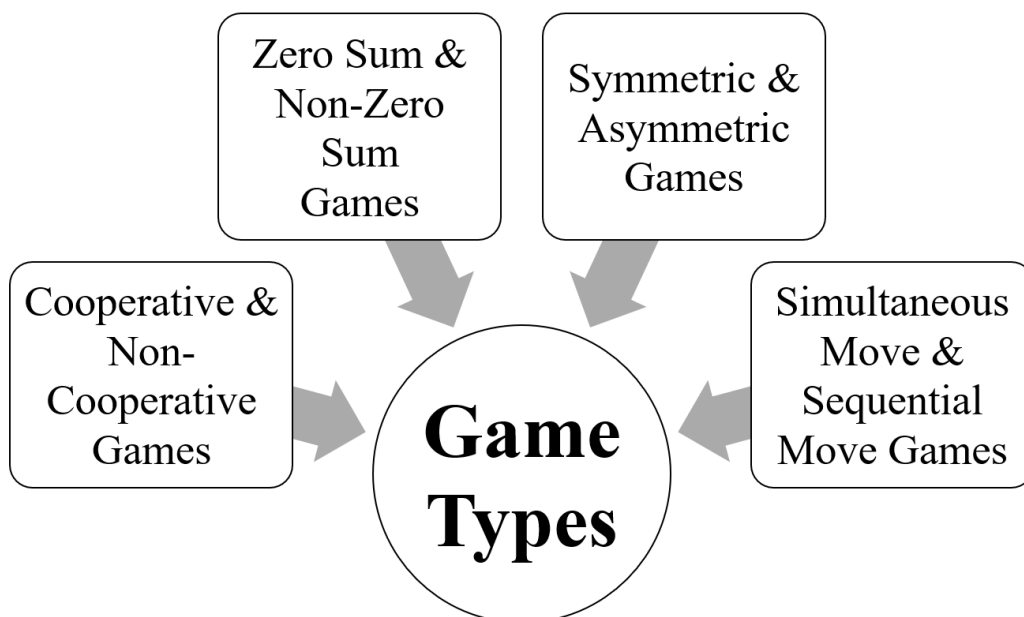 Zero Sum &
Non-Zero
Sum
Games
Symmetric &
Asymmetric
Games
Cooperative &
Non-
Cooperative
Games
Simultaneous
Move &
Sequential
Move Games
Game
Types